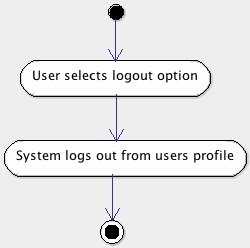 User selects logout option
System logs out from users profile